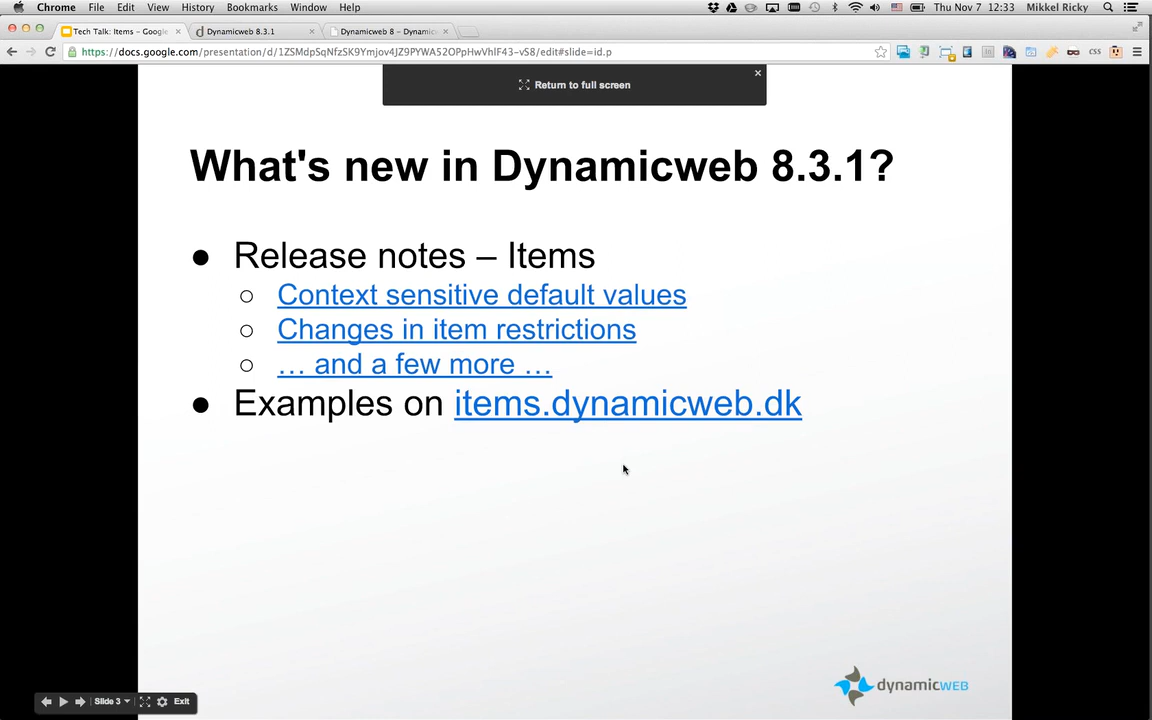 Chrome File Edit View History Bookmarks Window Help Thu Nov 7 12:33 Mikkel Ricky
Tech Talk: Items – Google Dynamicweb 8.3.1 Dynamicweb 8 – Dynamic
https://docs.google.com/presentation/d/1ZSMdpSqNfzSK9Ymjov4JZ9PYWA52OPpHwVhlF43-vS8/edit#slide=id.p
CSS
Return to full screen
What's new in Dynamicweb 8.3.1?
● Release notes – Items
○ Context sensitive default values
○ Changes in item restrictions
○ … and a few more …
● Examples on items.dynamicweb.dk
dynamicWEB
Slide 3 Exit